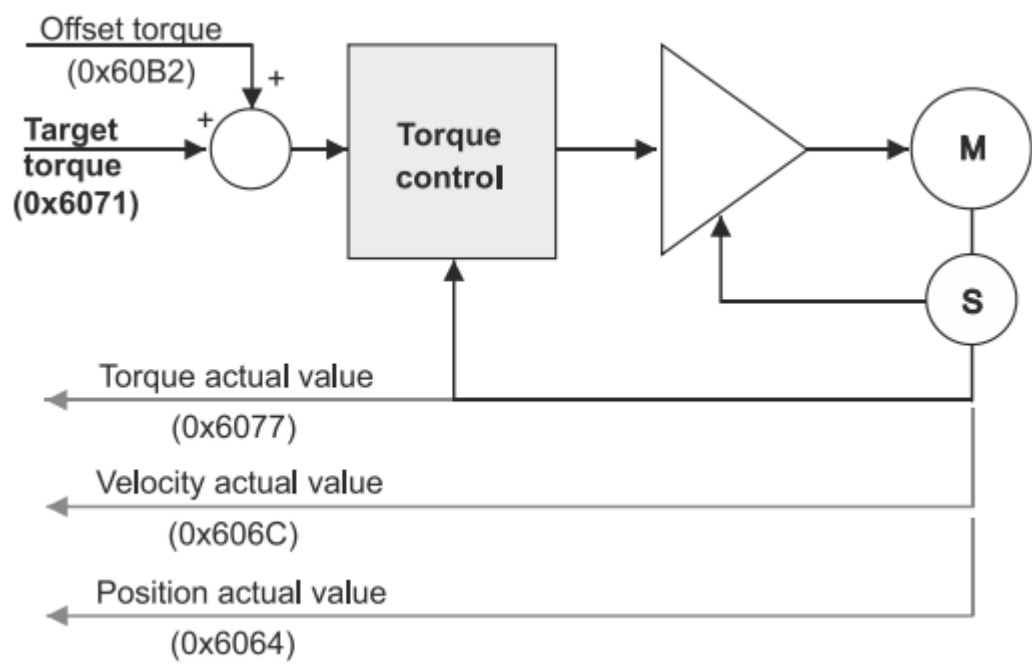 Offset torque
(0x60B2)
+
+
Target
torque
(0x6071)
Torque
control
M
S
Torque actual value
(0x6077)
Velocity actual value
(0x606C)
Position actual value
(0x6064)